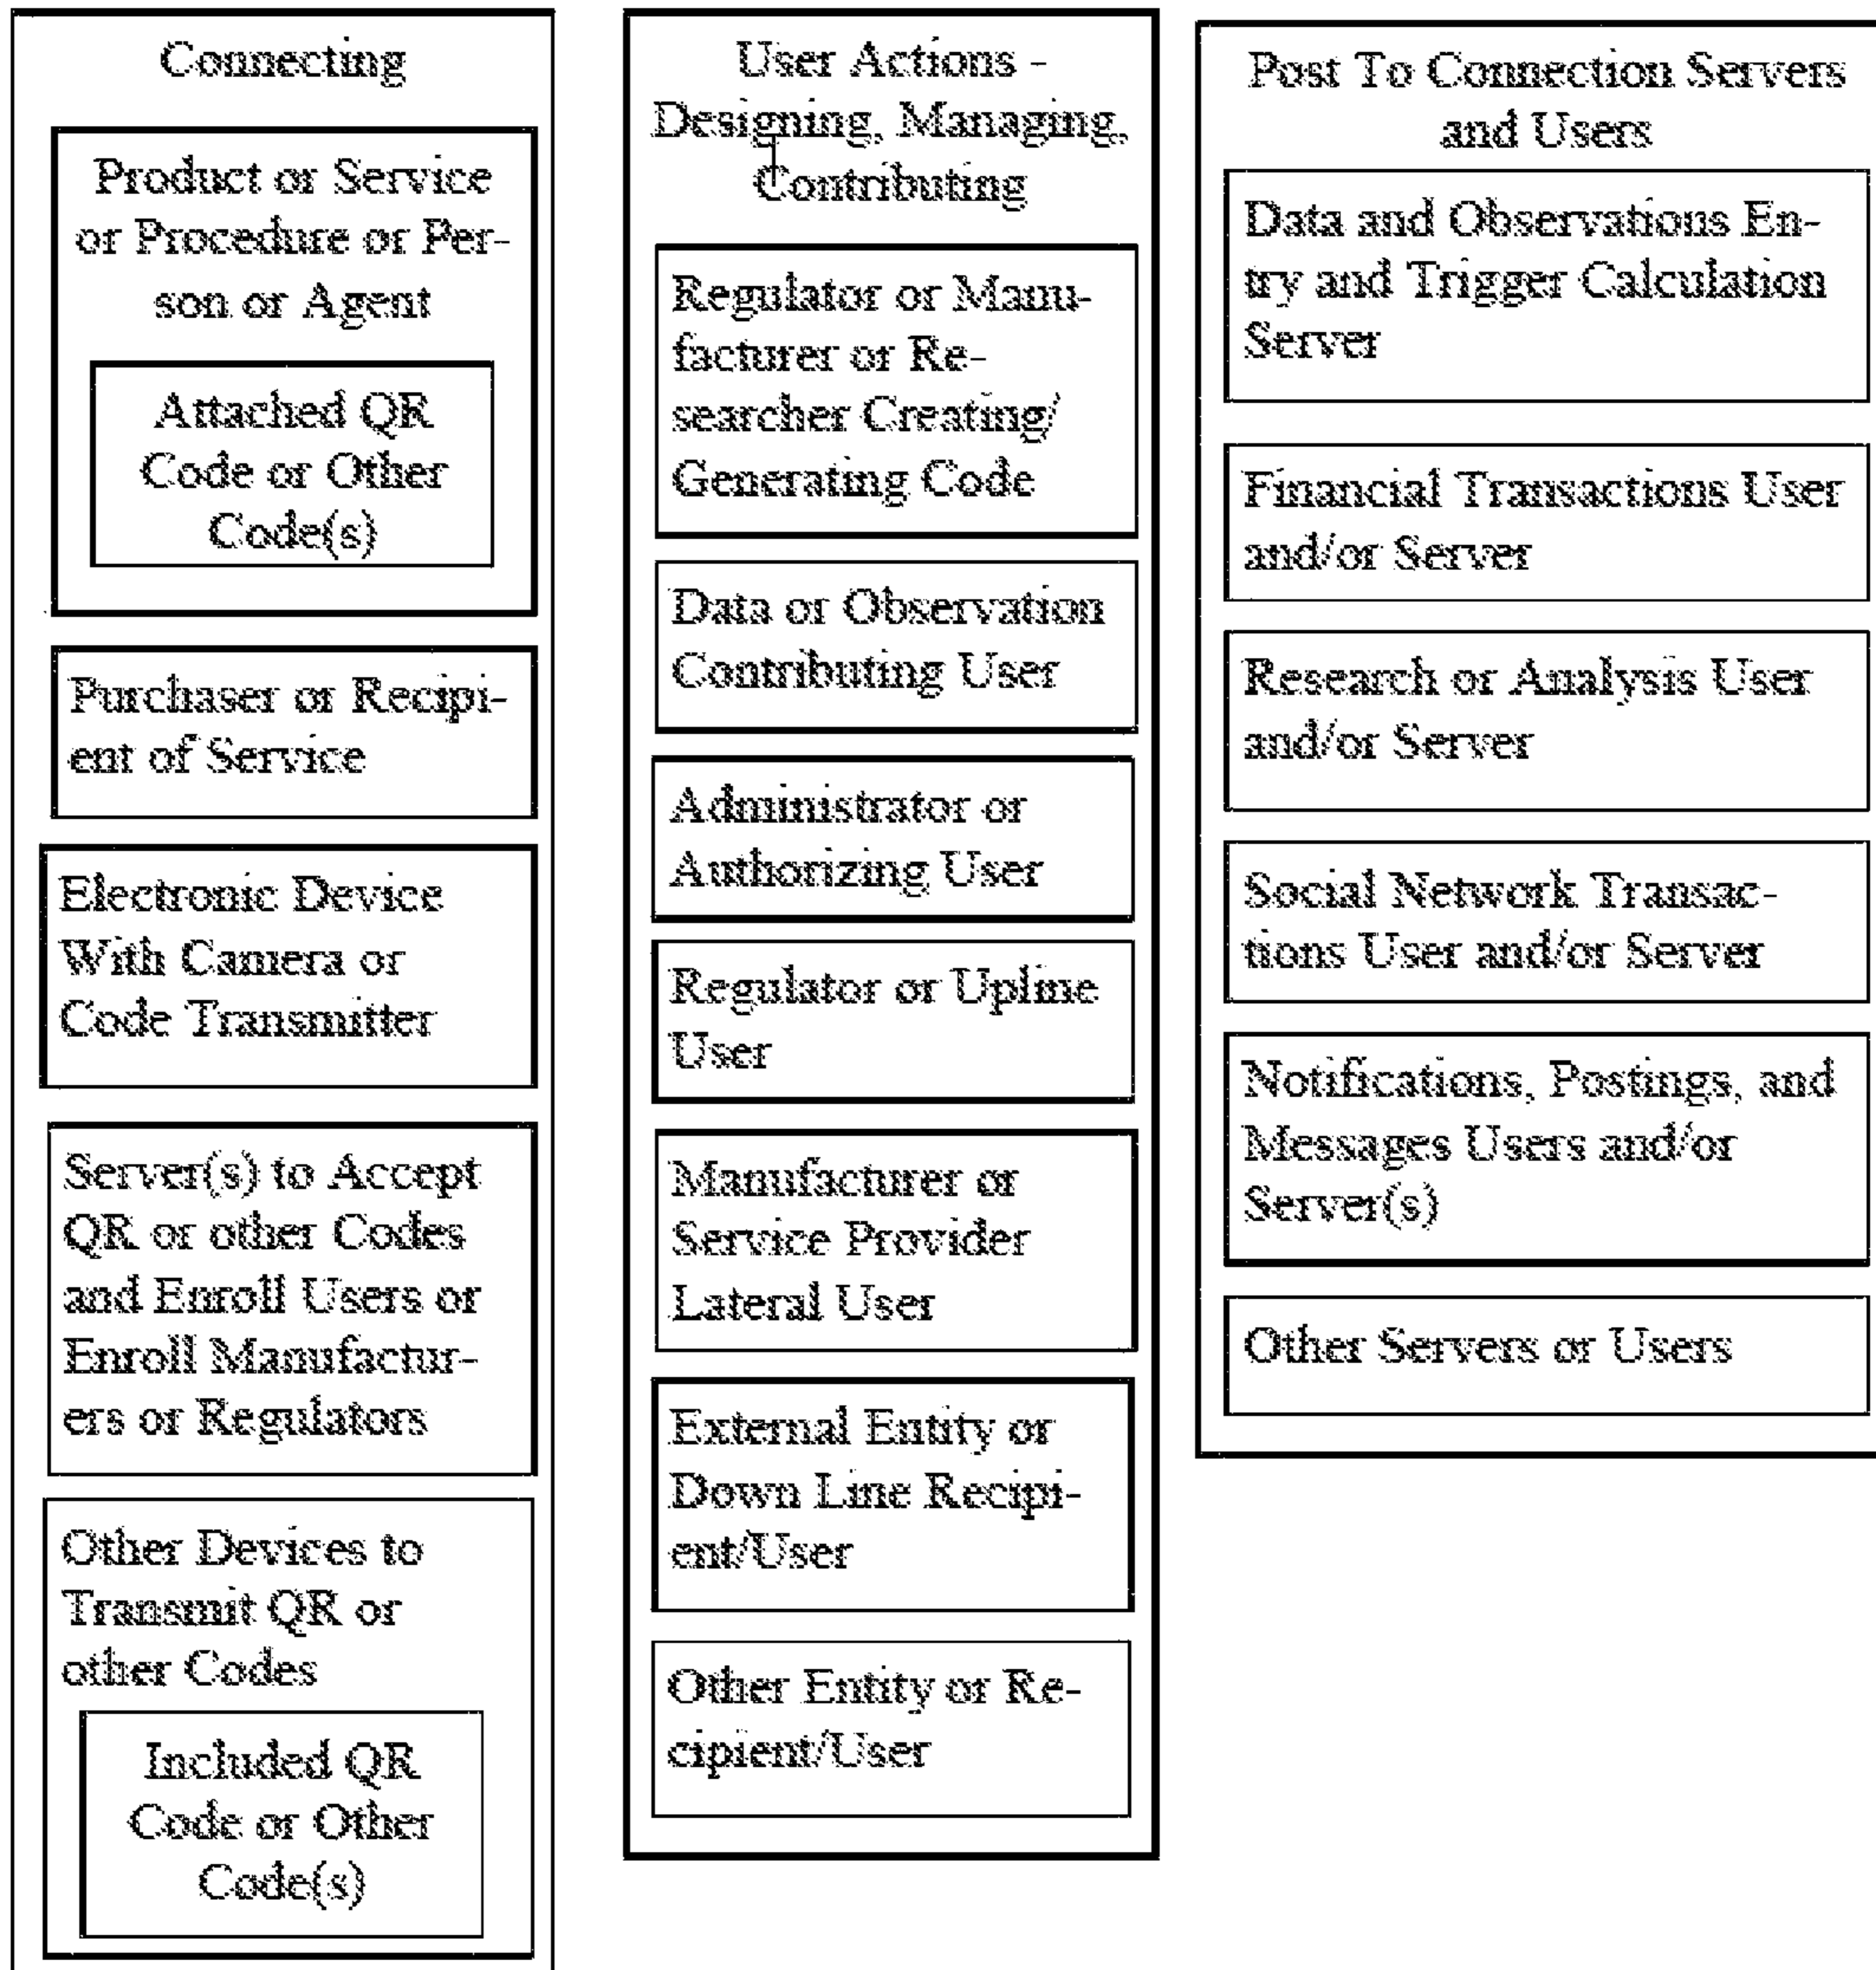 Connecting
Product or Service
or Procedure or Per-
son or Agent
Attached QR
Code or Other
Code(s)
Purchaser or Recipi-
ent of Service
Electronic Device
With Camera or
Code Transmitter
Server(s) to Accept
QR or other Codes
and Enroll Users or
Enroll Manufactur-
ers or Regulators
Other Devices to
Transmit QR or
other Codes
Included QR
Code or Other
Code(s)
User Actions -
Designing, Managing,
Contributing
Regulator or Manu-
facturer or Re-
searcher Creating/
Generating Code
Data or Observation
Contributing User
Administrator or
Authorizing User
Regulator or Upline
User
Manufacturer or
Service Provider
Lateral User
External Entity or
Down Line Recipi-
ent/User
Other Entity or Re-
cipient/User
Post To Connection Servers
and Users
Data and Observations En-
try and Trigger Calculation
Server
Financial Transactions User
and/or Server
Research or Analysis User
and/or Server
Social Network Transac-
tions User and/or Server
Notifications, Postings, and
Messages Users and/or
Server(s)
Other Servers or Users